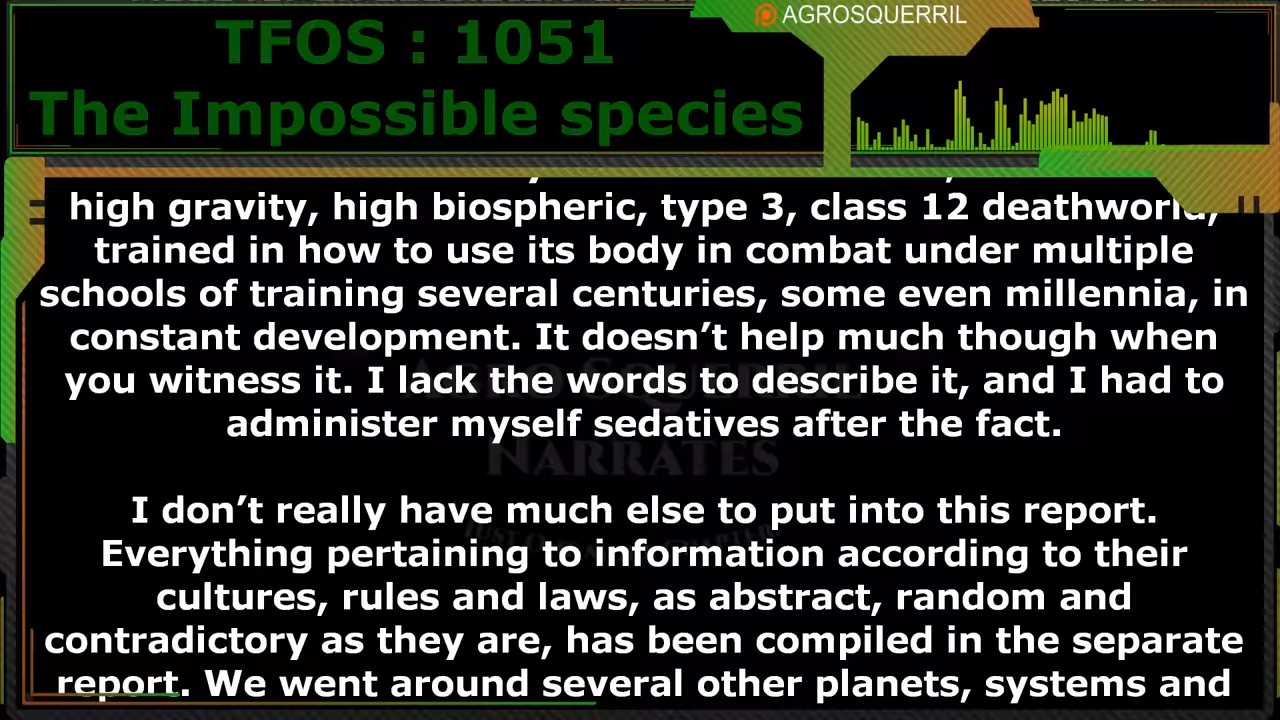 AGROSQUERRIL
TFOS : 1051
The Impossible species
high gravity, high biospheric, type 3, class 12 deathworld,
trained in how to use its body in combat under multiple
schools of training several centuries, some even millennia, in
constant development. It doesn’t help much though when
you witness it. I lack the words to describe it, and I had to
administer myself sedatives after the fact.
Agro Squerril
Narrates
I don’t really have much else to put into this report.
Everything pertaining to information according to their
cultures, rules and laws, as abstract, random and
contradictory as they are, has been compiled in the separate
report. We went around several other planets, systems and